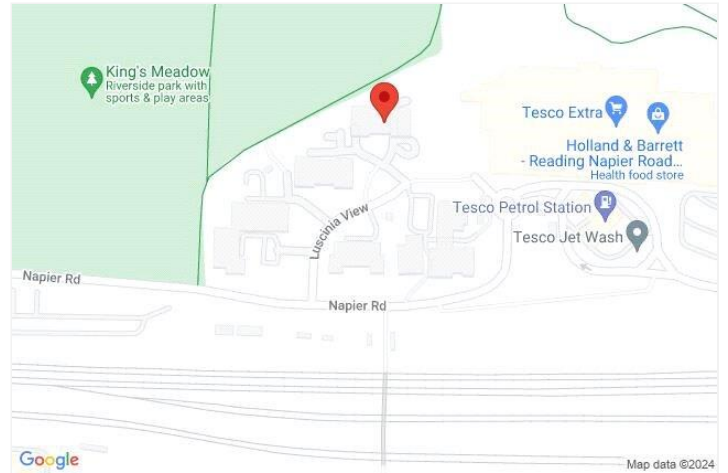 King's Meadow
Riverside park with
sports & play areas
Tesco Extra
Holland & Barrett
- Reading Napier Road...
Health food store
Luscinia View
Tesco Petrol Station
Tesco Jet Wash
Napier Rd
Napier Rd
Google
Map data ©2024